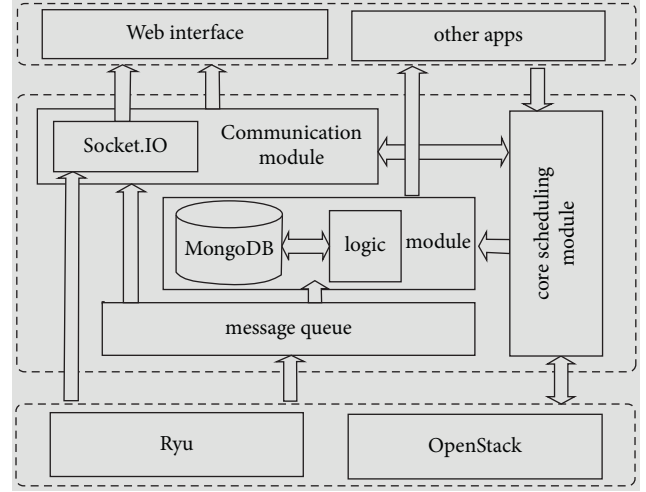 Web interface
other apps
Socket.IO
Communication
module
MongoDB
logic
module
core scheduling
module
message queue
Ryu
OpenStack